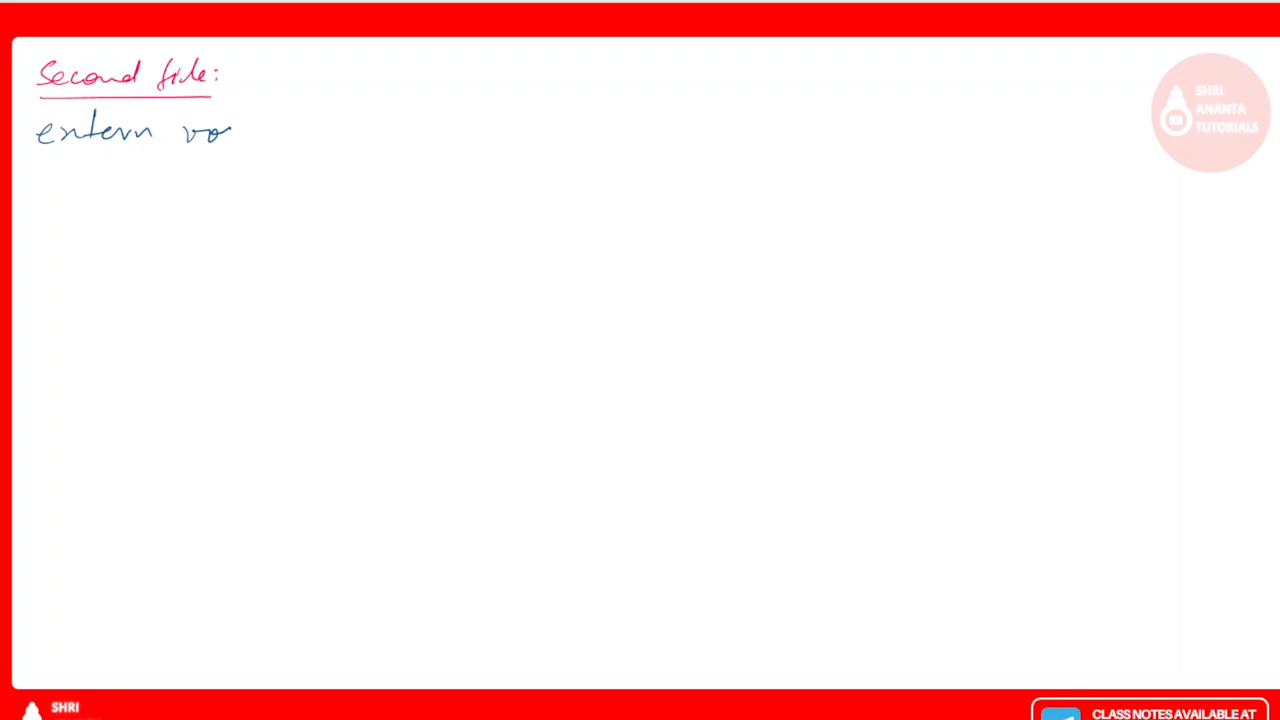 Second file:
extern vo
SHRI
ANANTA
TUTORIALS
SHRI
CLASS NOTES AVAILABLE AT